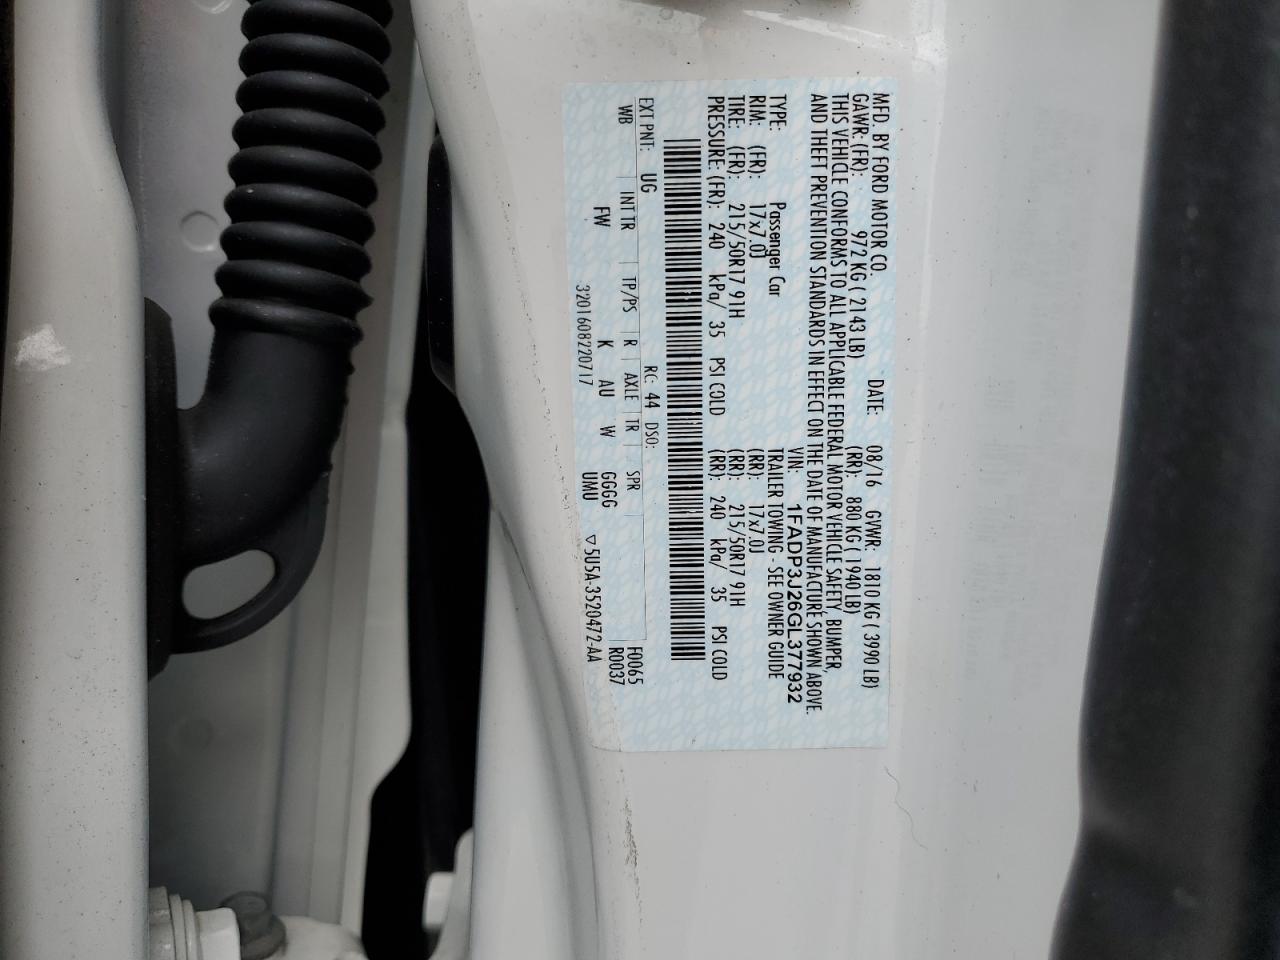 MFD. BY FORD MOTOR CO.
DATE: 08/16 GVWR: 1810 KG ( 3990 LB)
GAWR: (FR): 972 KG ( 2143 LB) (RR): 880 KG ( 1940 LB)
THIS VEHICLE CONFORMS TO ALL APPLICABLE FEDERAL MOTOR VEHICLE SAFETY, BUMPER,
AND THEFT PREVENTION STANDARDS IN EFFECT ON THE DATE OF MANUFACTURE SHOWN ABOVE.
VIN: 1FADP3J26GL377932
TYPE: Passenger Car TRAILER TOWING - SEE OWNER GUIDE
RIM: (FR): 17x7.0J (RR): 17x7.0J
TIRE: (FR): 215/50R17 91H (RR): 215/50R17 91H
PRESSURE: (FR): 240 kPa/ 35 PSI COLD (RR): 240 kPa/ 35 PSI COLD
EXT PNT: UG RC: 44 DSO: F0065
WB INT TR TP/PS R AXLE TR SPR R0037
FW K AU W GGGG
UMU
320160822071 7 ▽5U5A-3520472-AA